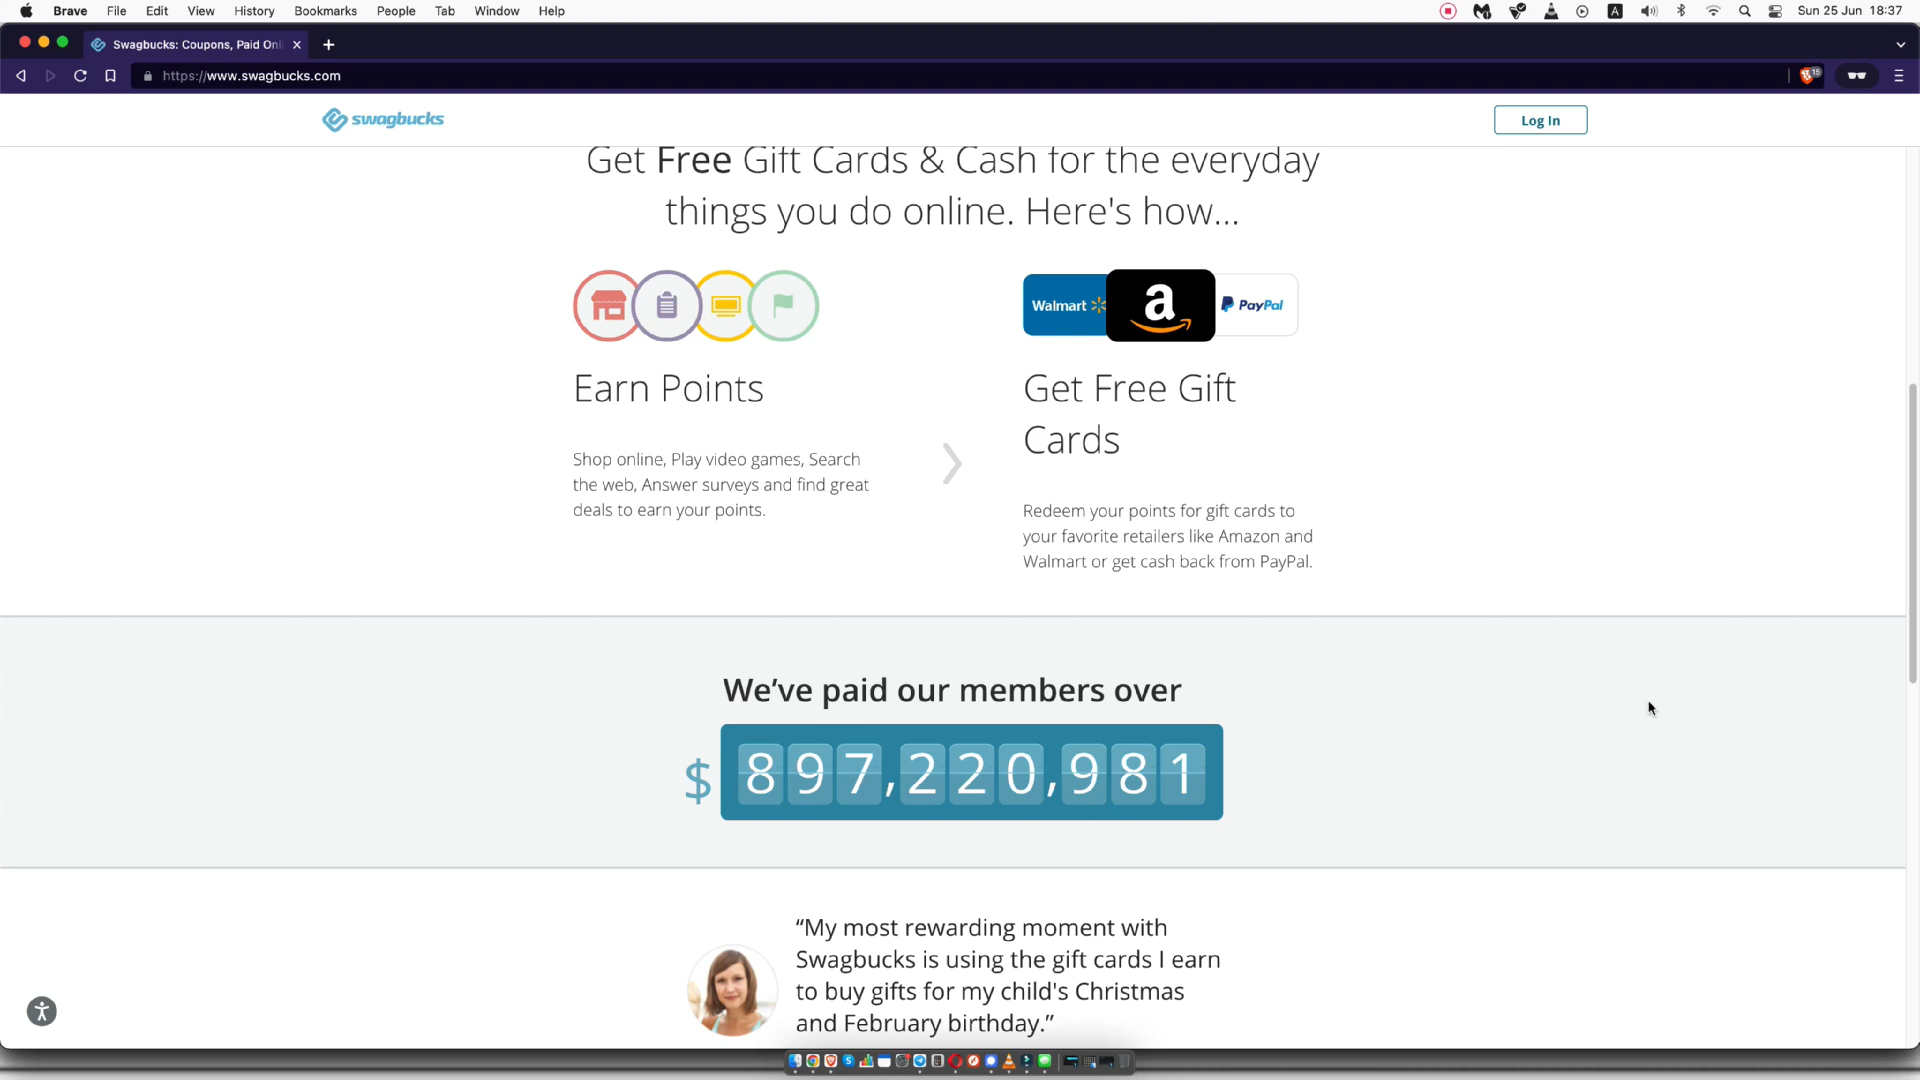 Brave File Edit View History Bookmarks People Tab Window Help
A
Sun 25 Jun 18:37
Swagbucks: Coupons, Paid Onl
https://www.swagbucks.com
15
swagbucks
Log In
Get Free Gift Cards & Cash for the everyday
things you do online. Here's how...
Walmart
a
PayPal
Earn Points
Get Free Gift
Cards
Shop online, Play video games, Search
the web, Answer surveys and find great
deals to earn your points.
Redeem your points for gift cards to
your favorite retailers like Amazon and
Walmart or get cash back from PayPal.
We’ve paid our members over
$ 897,220,981
“My most rewarding moment with
Swagbucks is using the gift cards I earn
to buy gifts for my child's Christmas
and February birthday.”